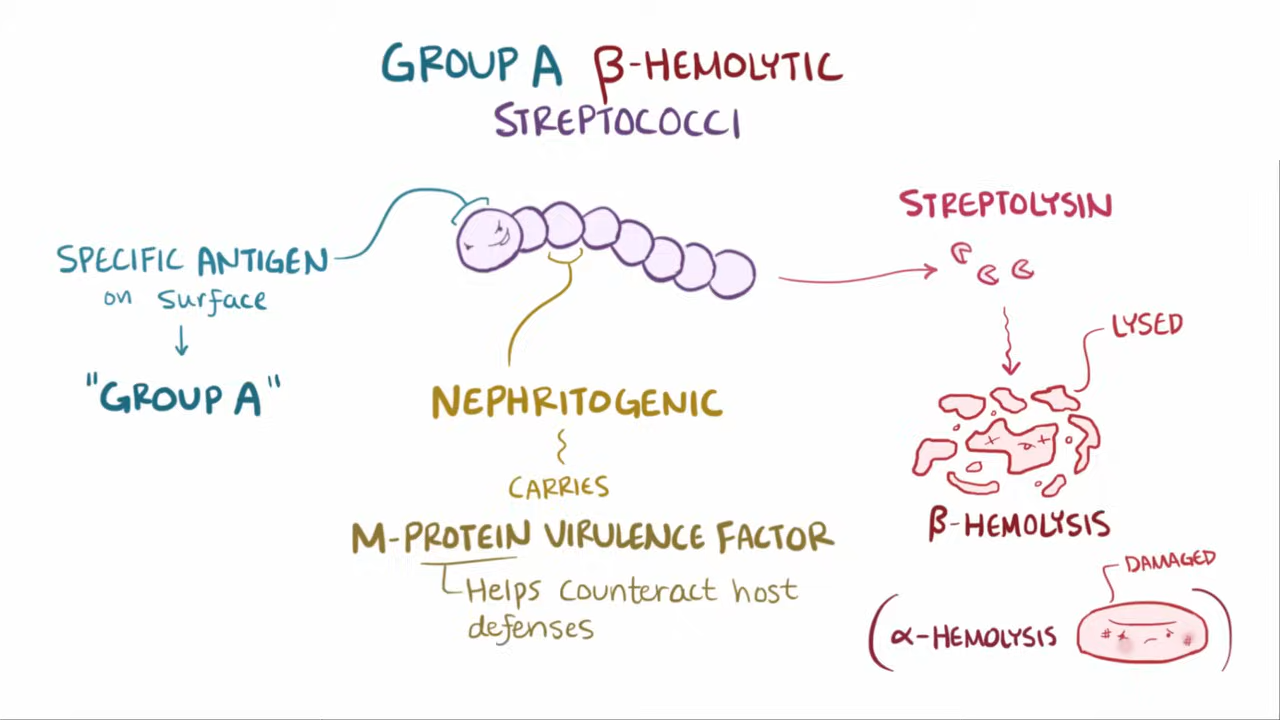 GROUP A β-HEMOLYTIC
STREPTOCOCCI
SPECIFIC ANTIGEN
on surface
"GROUP A"
NEPHRITOGENIC
CARRIES
M-PROTEIN VIRULENCE FACTOR
Helps counteract host
defenses
STREPTOLYSIN
LYSED
β-HEMOLYSIS
DAMAGED
(α-HEMOLYSIS )